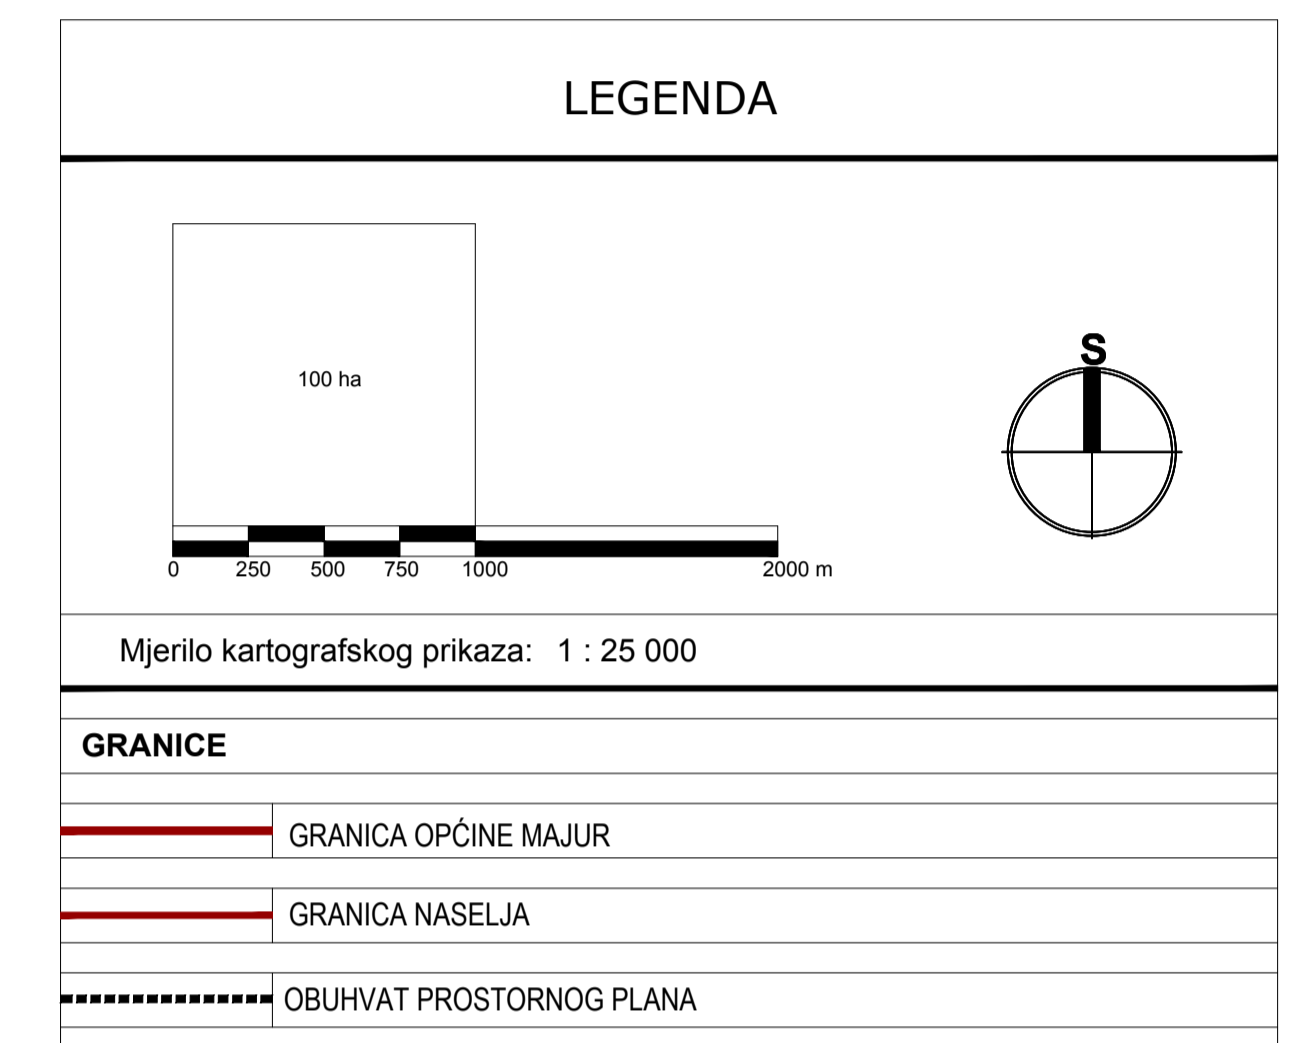 LEGENDA
100 ha
S
0 250 500 750 1000 2000 m
Mjerilo kartografskog prikaza: 1 : 25 000
GRANICE
GRANICA OPĆINE MAJUR
GRANICA NASELJA
OBUHVAT PROSTORNOG PLANA